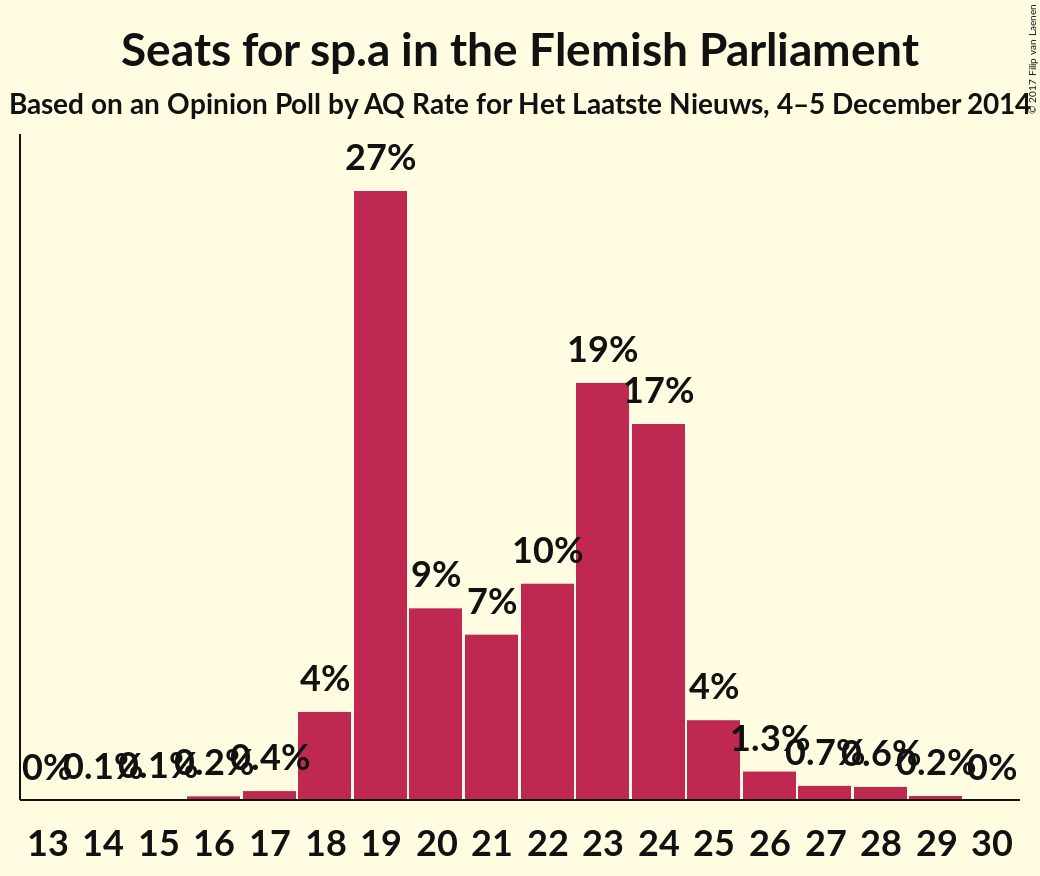 Seats for sp.a in the Flemish Parliament
Based on an Opinion Poll by AQ Rate for Het Laatste Nieuws, 4–5 December 2014
© 2017 Filip van Laenen
0% 0.1% 0.1% 0.2% 0.4% 4% 27% 9% 7% 10% 19% 17% 4% 1.3% 0.7% 0.6% 0.2% 0%
13 14 15 16 17 18 19 20 21 22 23 24 25 26 27 28 29 30